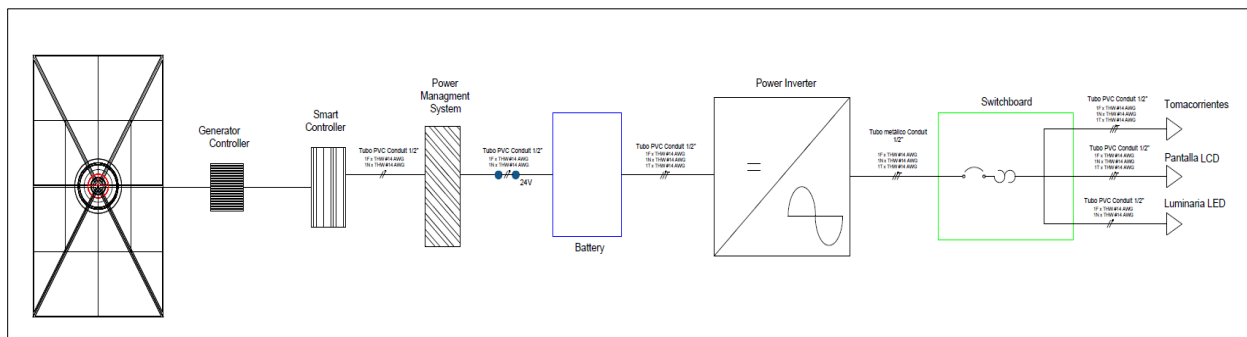 Generator
Controller
Smart
Controller
Tubo PVC Conduit 1/2"
1F x THW#14 AWG
1N x THW#14 AWG
Power
Managment
System
Tubo PVC Conduit 1/2"
1F x THW#14 AWG
1N x THW#14 AWG
24V
Battery
Tubo PVC Conduit 1/2"
1F x THW#14 AWG
1N x THW#14 AWG
1T x THW#14 AWG
Power Inverter
Tubo metálico Conduit
1/2"
1F x THW#14 AWG
1N x THW#14 AWG
1T x THW#14 AWG
Switchboard
Tubo PVC Conduit 1/2"
1F x THW#14 AWG
1N x THW#14 AWG
1T x THW#14 AWG
Tomacorrientes
Tubo PVC Conduit 1/2"
1F x THW#14 AWG
1N x THW#14 AWG
1T x THW#14 AWG
Pantalla LCD
Tubo PVC Conduit 1/2"
1F x THW#14 AWG
1N x THW#14 AWG
Luminaria LED